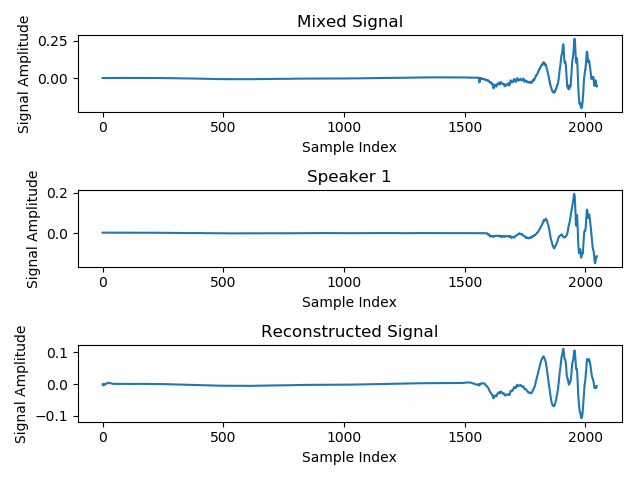 Mixed Signal
Signal Amplitude
0.25
0.00
0 500 1000 1500 2000
Sample Index
Speaker 1
Signal Amplitude
0.2
0.0
0 500 1000 1500 2000
Sample Index
Reconstructed Signal
Signal Amplitude
0.1
0.0
−0.1
0 500 1000 1500 2000
Sample Index